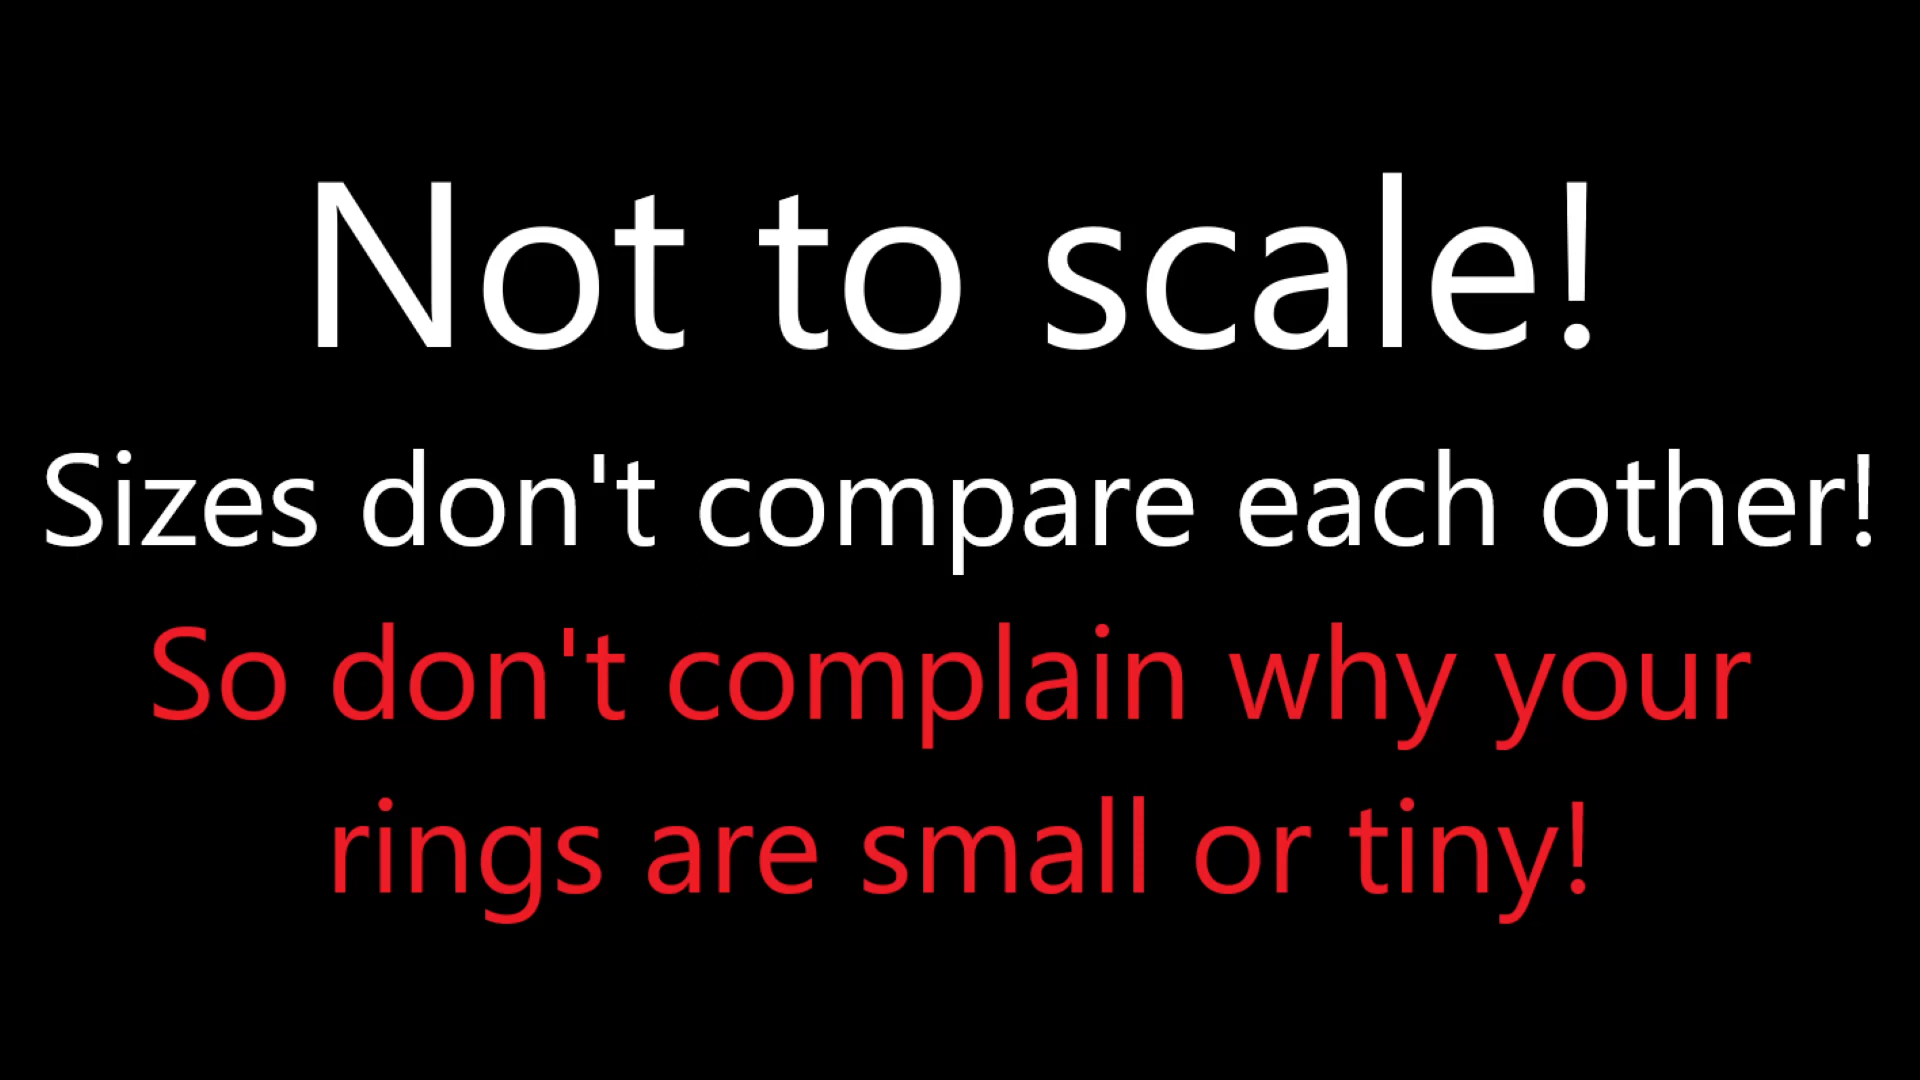 Not to scale!
Sizes don't compare each other!
So don't complain why your
rings are small or tiny!